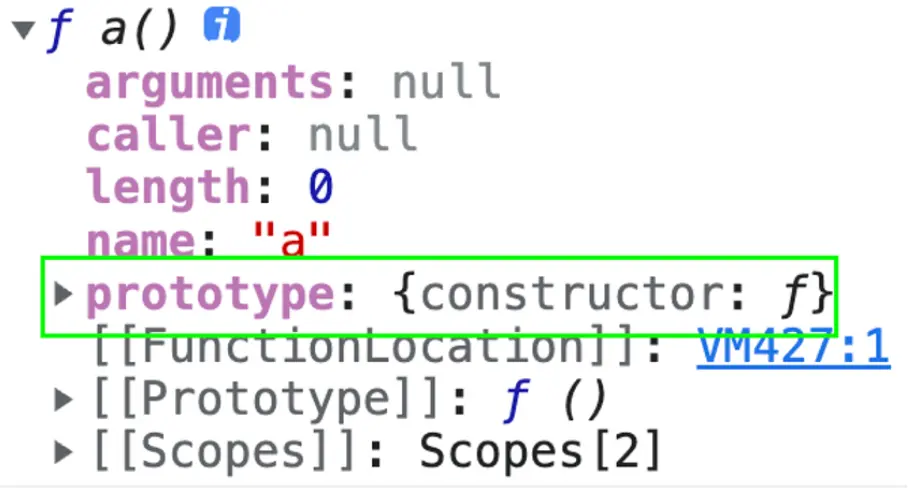 ▼ƒ a() i
arguments: null
caller: null
length: 0
name: "a"
▶prototype: {constructor: ƒ}
[[FunctionLocation]]: VM427:1
▶[[Prototype]]: ƒ ()
▶[[Scopes]]: Scopes[2]